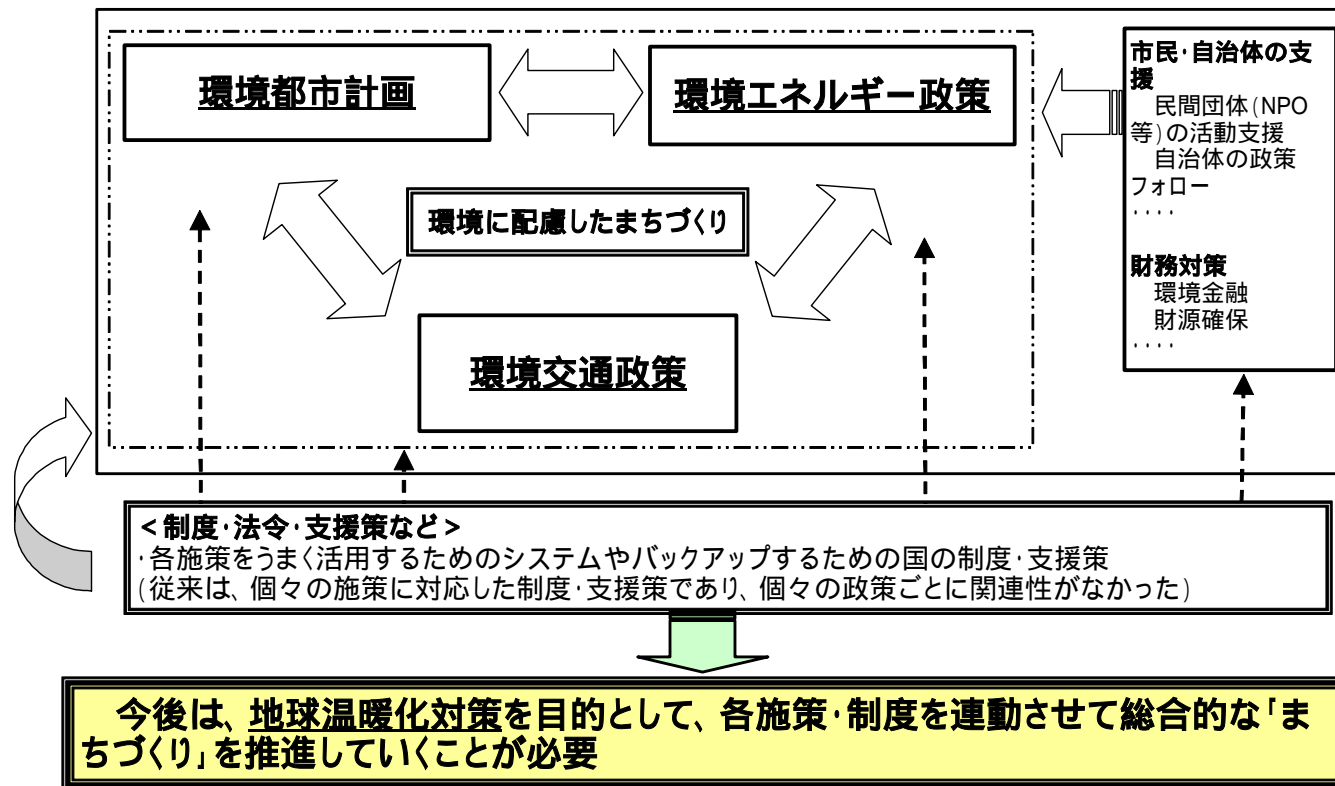 環境都市計画
環境エネルギー政策
環境に配慮したまちづくり
環境交通政策
市民・自治体の支
援
民間団体(NPO
等)の活動支援
自治体の政策
フォロー
・・・・
財務対策
環境金融
財源確保
・・・・
<制度・法令・支援策など>
・各施策をうまく活用するためのシステムやバックアップするための国の制度・支援策
(従来は、個々の施策に対応した制度・支援策であり、個々の政策ごとに関連性がなかった)
今後は、地球温暖化対策を目的として、各施策・制度を連動させて総合的な「ま
ちづくり」を推進していくことが必要